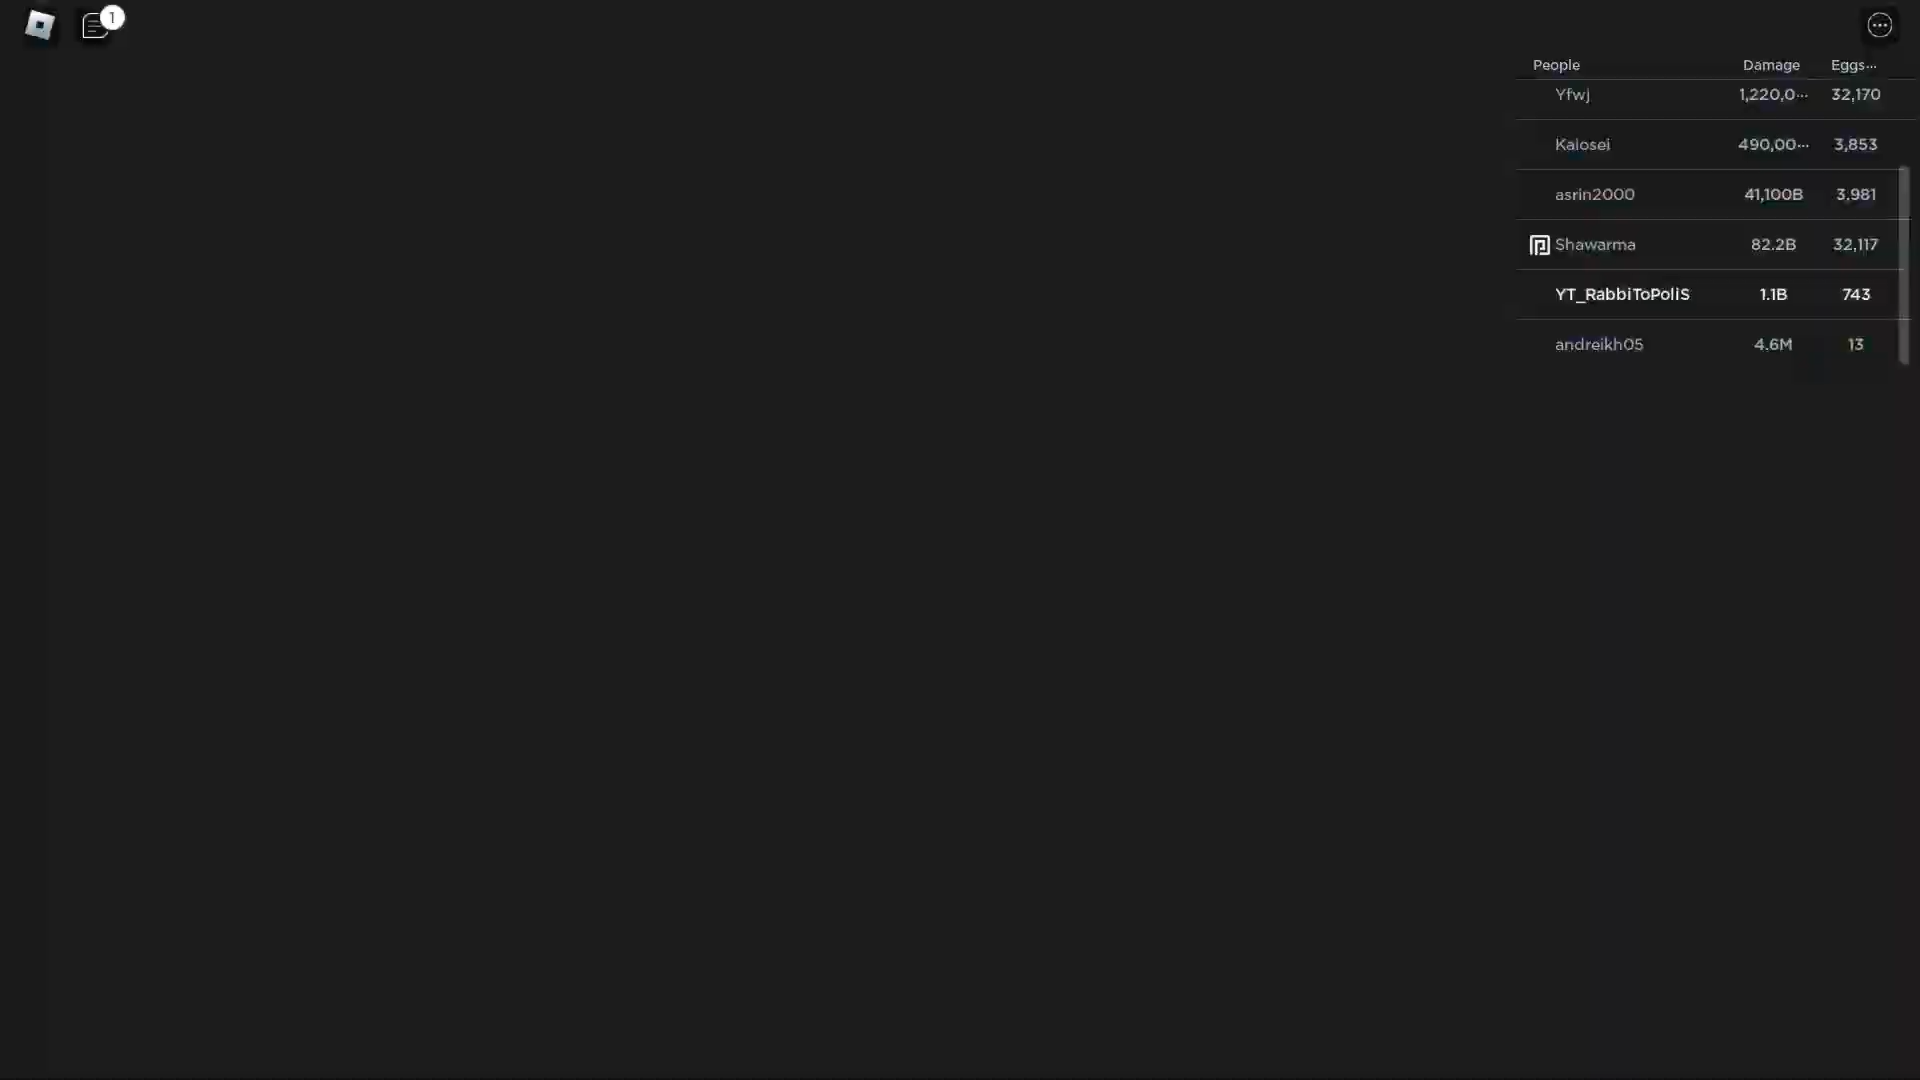 1
People Damage Eggs...
Yfwj 1,220,0... 32,170
Kalosei 490,00... 3,853
asrin2000 41,100B 3,981
Shawarma 82.2B 32,117
YT_RabbiToPoliS 1.1B 743
andreikh05 4.6M 13